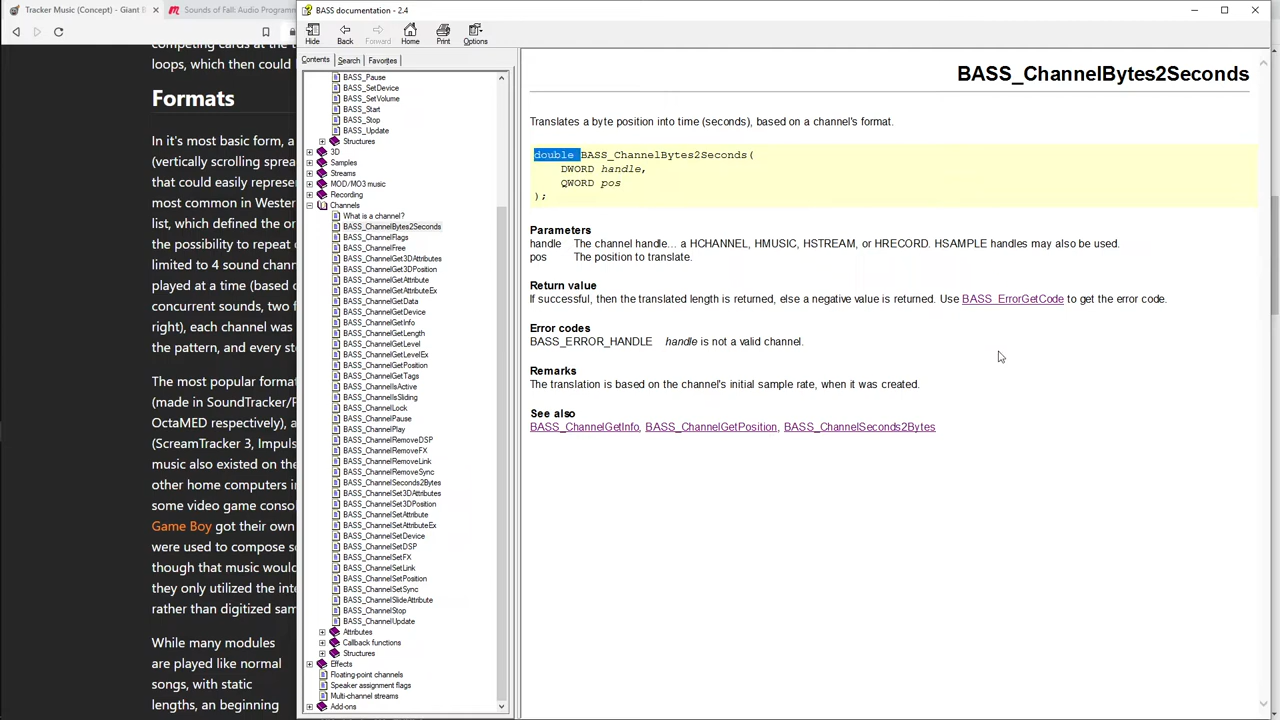 Tracker Music (Concept) - Giant B
Sounds of Fall: Audio Programm
competing cards at the t
loops, which then could
Formats
In it's most basic form, a
(vertically scrolling sprea
that could easily represe
most common in Wester
list, which defined the or
the possibility to repeat o
limited to 4 sound chann
played at a time (based o
concurrent sounds, two f
right), each channel was
the pattern, and every st
The most popular format
(made in SoundTracker/P
OctaMED respectively), a
(ScreamTracker 3, Impuls
music also existed on the
other home computers in
some video game conso
Game Boy got their own
were used to compose so
though that music would
they only utilized the inte
rather than digitized sam
While many modules
are played like normal
songs, with static
lengths, an beginning
BASS documentation - 2.4
Hide
Back
Forward
Home
Print
Options
Contents
Search
Favorites
BASS_Pause
BASS_SetDevice
BASS_SetVolume
BASS_Start
BASS_Stop
BASS_Update
Structures
3D
Samples
Streams
MOD/MO3 music
Recording
Channels
What is a channel?
BASS_ChannelBytes2Seconds
BASS_ChannelFlags
BASS_ChannelFree
BASS_ChannelGet3DAttributes
BASS_ChannelGet3DPosition
BASS_ChannelGetAttribute
BASS_ChannelGetAttributeEx
BASS_ChannelGetData
BASS_ChannelGetDevice
BASS_ChannelGetInfo
BASS_ChannelGetLength
BASS_ChannelGetLevel
BASS_ChannelGetLevelEx
BASS_ChannelGetPosition
BASS_ChannelGetTags
BASS_ChannelIsActive
BASS_ChannelIsSliding
BASS_ChannelLock
BASS_ChannelPause
BASS_ChannelPlay
BASS_ChannelRemoveDSP
BASS_ChannelRemoveFX
BASS_ChannelRemoveLink
BASS_ChannelRemoveSync
BASS_ChannelSeconds2Bytes
BASS_ChannelSet3DAttributes
BASS_ChannelSet3DPosition
BASS_ChannelSetAttribute
BASS_ChannelSetAttributeEx
BASS_ChannelSetDevice
BASS_ChannelSetDSP
BASS_ChannelSetFX
BASS_ChannelSetLink
BASS_ChannelSetPosition
BASS_ChannelSetSync
BASS_ChannelSlideAttribute
BASS_ChannelStop
BASS_ChannelUpdate
Attributes
Callback functions
Structures
Effects
Floating-point channels
Speaker assignment flags
Multi-channel streams
Add-ons
BASS_ChannelBytes2Seconds
Translates a byte position into time (seconds), based on a channel's format.
double BASS_ChannelBytes2Seconds(
DWORD handle,
QWORD pos
);
Parameters
handle The channel handle... a HCHANNEL, HMUSIC, HSTREAM, or HRECORD. HSAMPLE handles may also be used.
pos The position to translate.
Return value
If successful, then the translated length is returned, else a negative value is returned. Use BASS_ErrorGetCode to get the error code.
Error codes
BASS_ERROR_HANDLE handle is not a valid channel.
Remarks
The translation is based on the channel's initial sample rate, when it was created.
See also
BASS_ChannelGetInfo, BASS_ChannelGetPosition, BASS_ChannelSeconds2Bytes